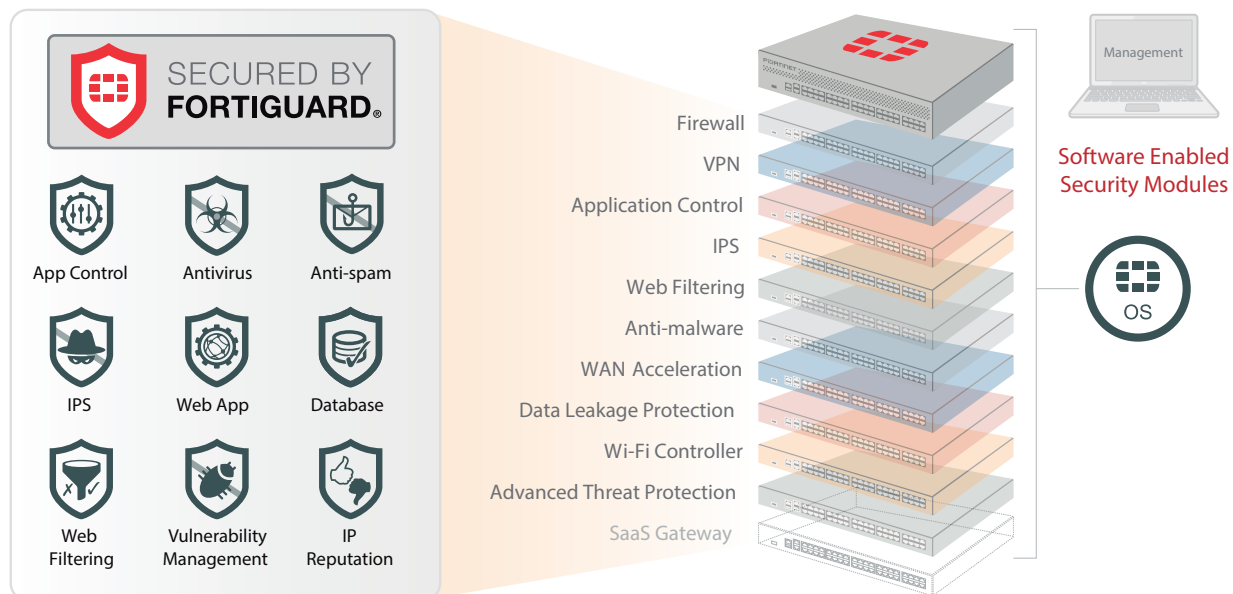 SECURED BY
FORTIGUARD®
App Control
Antivirus
Anti-spam
IPS
Web App
Database
Web
Filtering
Vulnerability
Management
IP
Reputation
FORTINET
Firewall
VPN
Application Control
IPS
Web Filtering
Anti-malware
WAN Acceleration
Data Leakage Protection
Wi-Fi Controller
Advanced Threat Protection
SaaS Gateway
Management
Software Enabled
Security Modules
OS